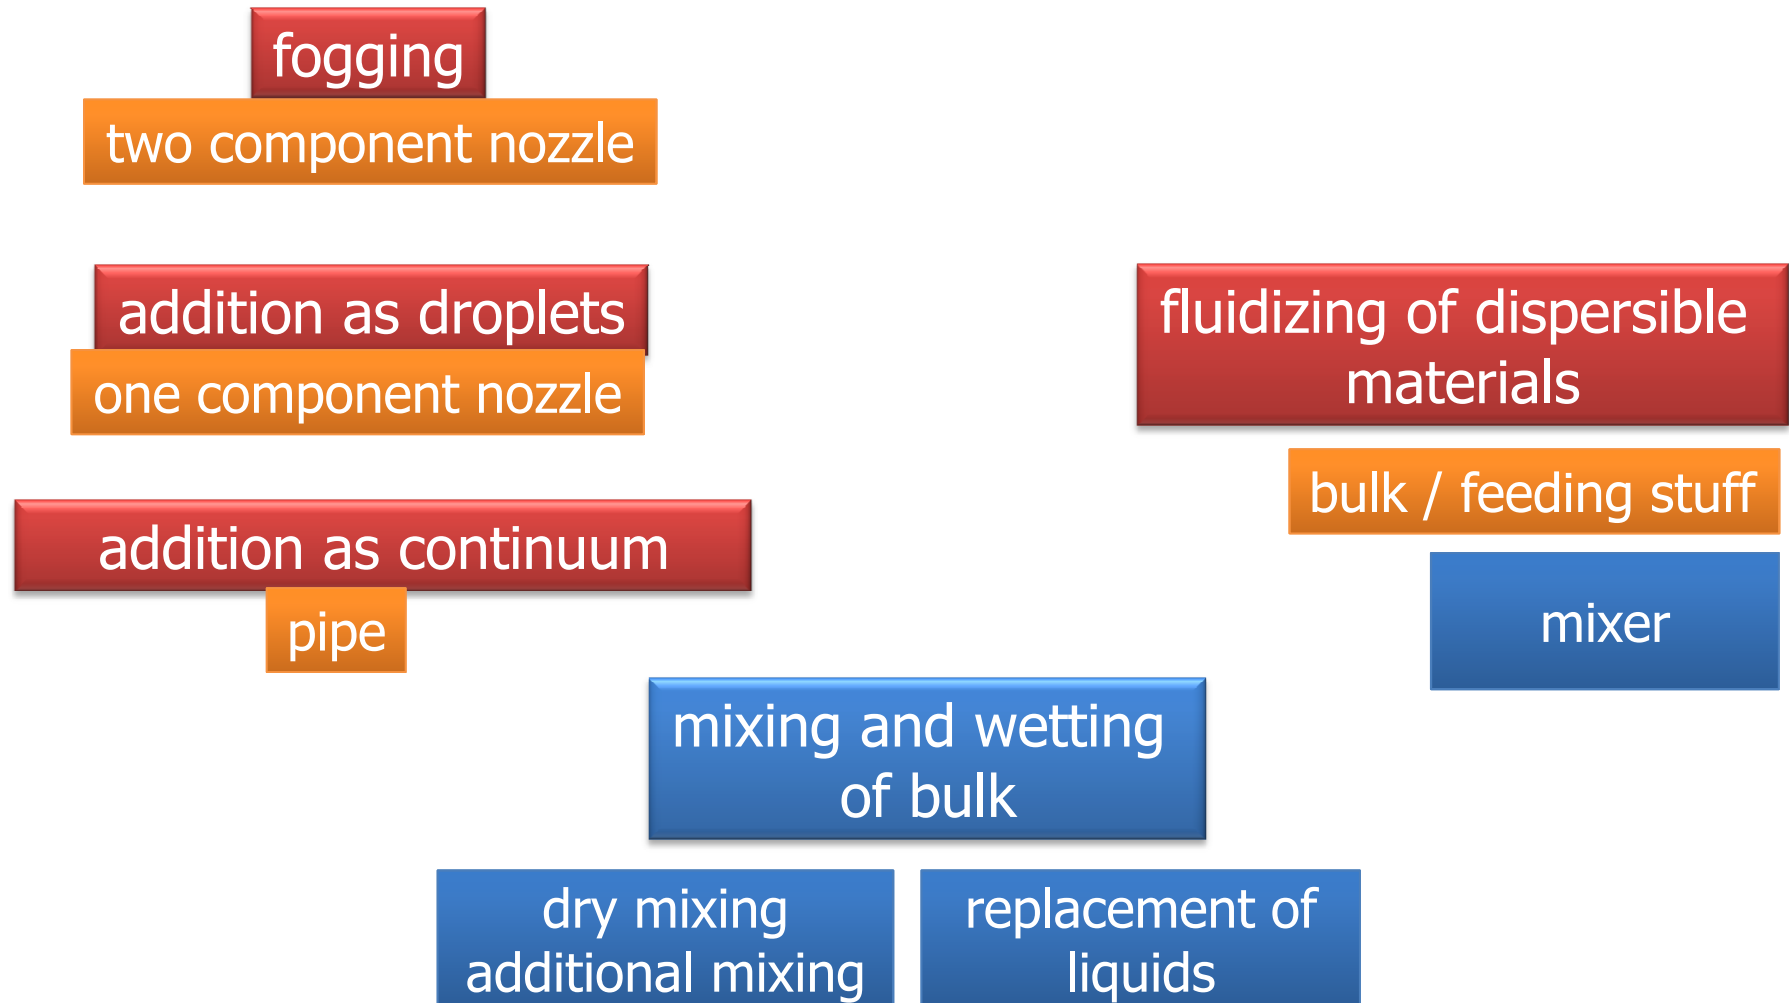 fogging
two component nozzle
addition as droplets
one component nozzle
addition as continuum
pipe
fluidizing of dispersible
materials
bulk / feeding stuff
mixer
mixing and wetting
of bulk
dry mixing
additional mixing
replacement of
liquids